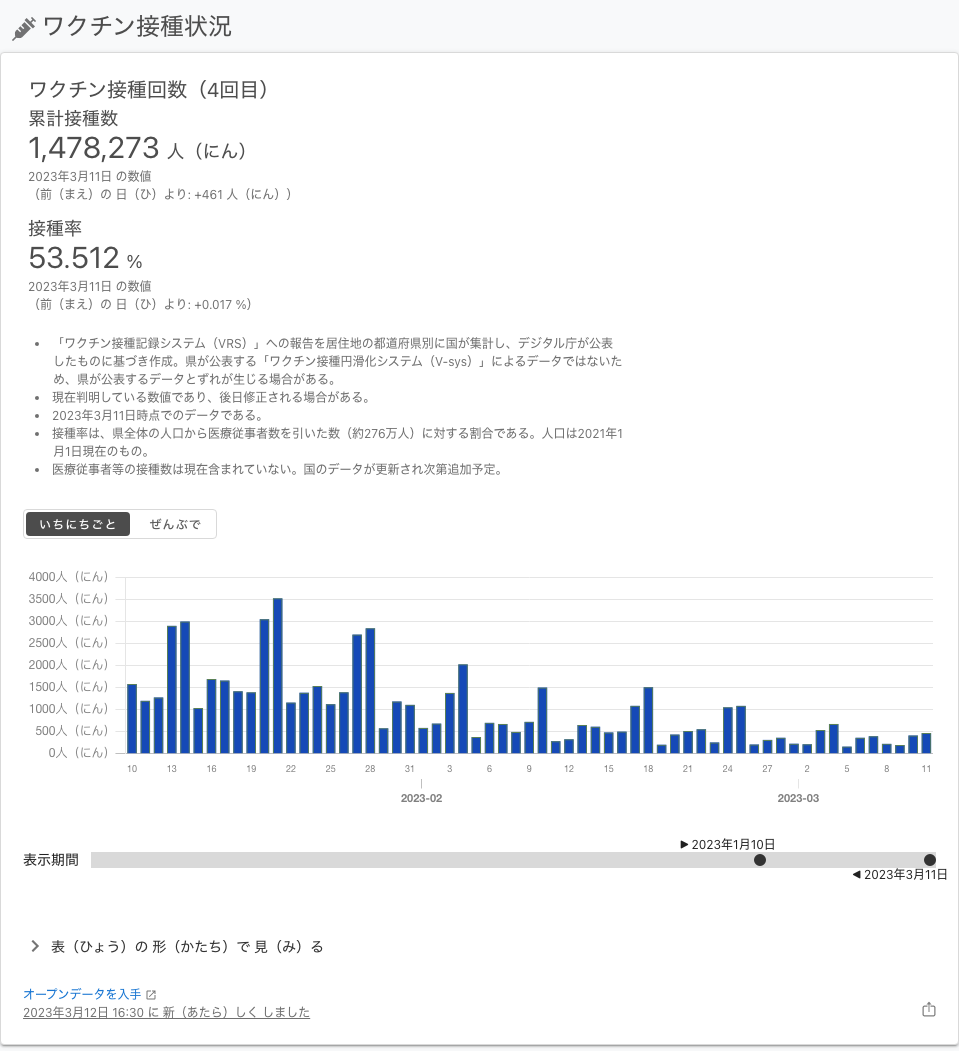 ワクチン接種状況
ワクチン接種回数（4回目）
累計接種数
1,478,273 人（にん）
2023年3月11日 の数値
（前（まえ）の 日（ひ）より: +461 人（にん））
接種率
53.512 %
2023年3月11日 の数値
（前（まえ）の 日（ひ）より: +0.017 %）
• 「ワクチン接種記録システム（VRS）」への報告を居住地の都道府県別に国が集計し、デジタル庁が公表
したものに基づき作成。県が公表する「ワクチン接種円滑化システム（V-sys）」によるデータではないた
め、県が公表するデータとずれが生じる場合がある。
• 現在判明している数値であり、後日修正される場合がある。
• 2023年3月11日時点でのデータである。
• 接種率は、県全体の人口から医療従事者数を引いた数（約276万人）に対する割合である。人口は2021年1
月1日現在のもの。
• 医療従事者等の接種数は現在含まれていない。国のデータが更新され次第追加予定。
いちにちごと ぜんぶで
4000人（にん）
3500人（にん）
3000人（にん）
2500人（にん）
2000人（にん）
1500人（にん）
1000人（にん）
500人（にん）
0人（にん）
10 13 16 19 22 25 28 31 3 6 9 12 15 18 21 24 27 2 5 8 11
2023-02 2023-03
▶ 2023年1月10日
表示期間
◀ 2023年3月11日
表（ひょう）の 形（かたち）で 見（み）る
オープンデータを入手
2023年3月12日 16:30 に 新（あたら）しく しました